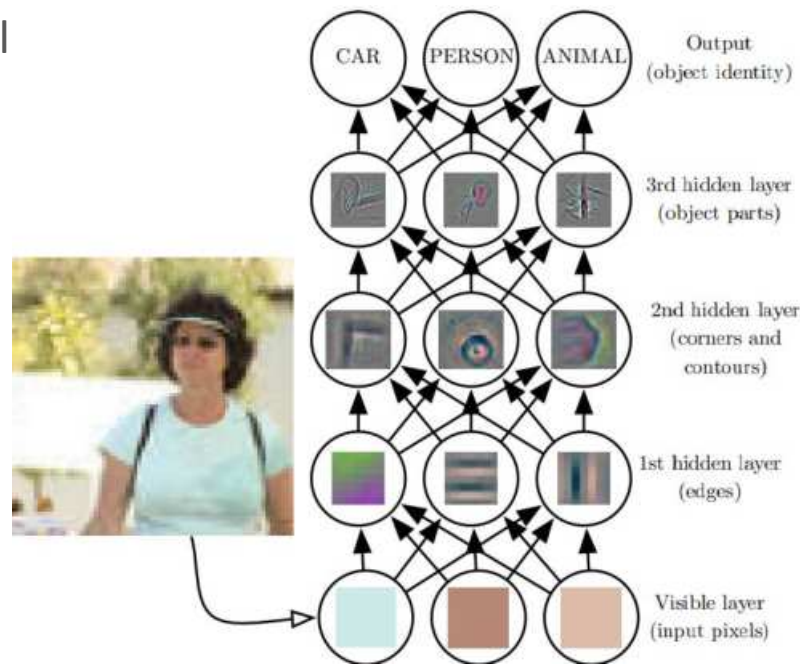 CAR PERSON ANIMAL
Output
(object identity)
3rd hidden layer
(object parts)
2nd hidden layer
(corners and
contours)
1st hidden layer
(edges)
Visible layer
(input pixels)